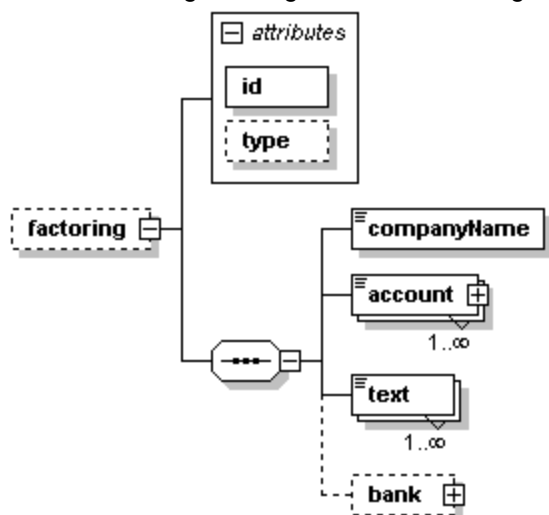 attributes
id
type
factoring
companyName
account
1..∞
text
1..∞
bank